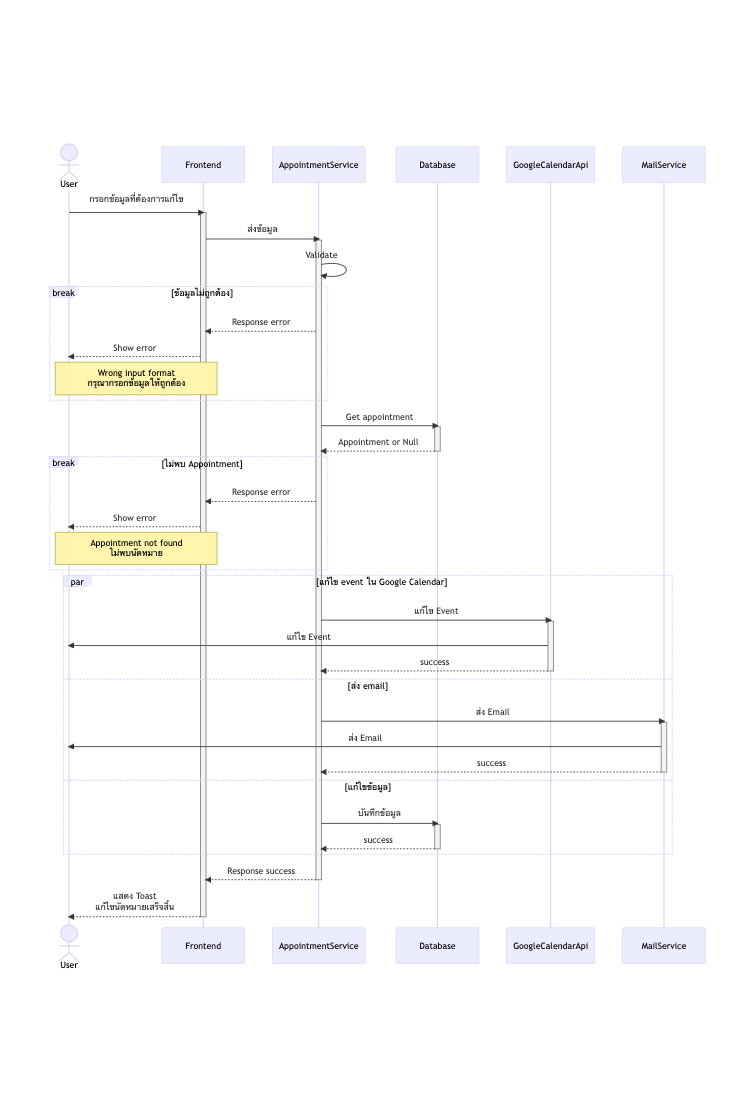 User
Frontend
AppointmentService
Database
GoogleCalendarApi
MailService
กรอกข้อมูลที่ต้องการแก้ไข
ส่งข้อมูล
Validate
break
[ข้อมูลไม่ถูกต้อง]
Response error
Show error
Wrong input format
กรุณากรอกข้อมูลให้ถูกต้อง
Get appointment
Appointment or Null
break
[ไม่พบ Appointment]
Response error
Show error
Appointment not found
ไม่พบนัดหมาย
par
[แก้ไข event ใน Google Calendar]
แก้ไข Event
แก้ไข Event
success
[ส่ง email]
ส่ง Email
ส่ง Email
success
[แก้ไขข้อมูล]
บันทึกข้อมูล
success
Response success
แสดง Toast
แก้ไขนัดหมายเสร็จสิ้น
User
Frontend
AppointmentService
Database
GoogleCalendarApi
MailService